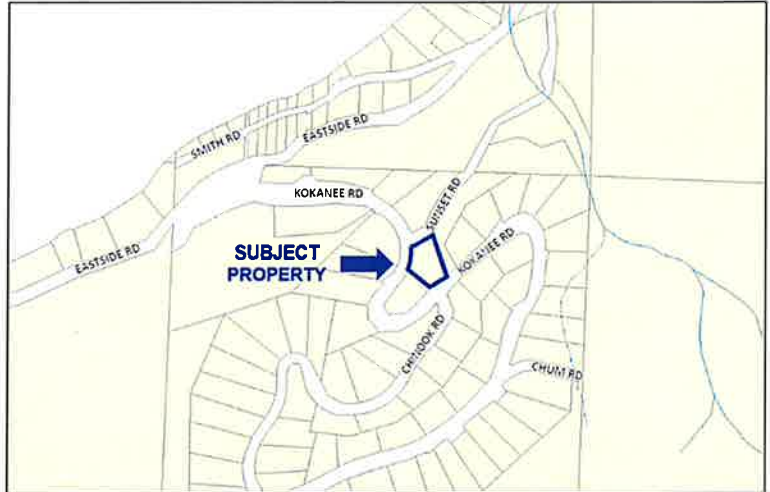 SMITH RD
EASTSIDE RD
KOKANEE RD
SUNSET RD
EASTSIDE RD
SUBJECT
PROPERTY
KOKANEE RD
CHINOOK RD
CHUM RD